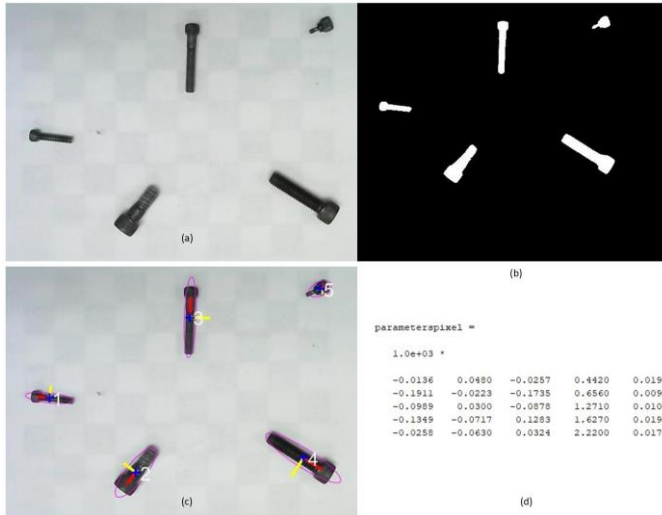 (a)
(b)
3
5
1
2
4
(c)
parameterspixel =
1.0e+03 *
-0.0136 0.0480 -0.0257 0.4420 0.019
-0.1911 -0.0223 -0.1735 0.6560 0.009
-0.0989 0.0300 -0.0878 1.2710 0.010
-0.1349 -0.0717 0.1283 1.6270 0.019
-0.0258 -0.0630 0.0324 2.2200 0.017
(d)